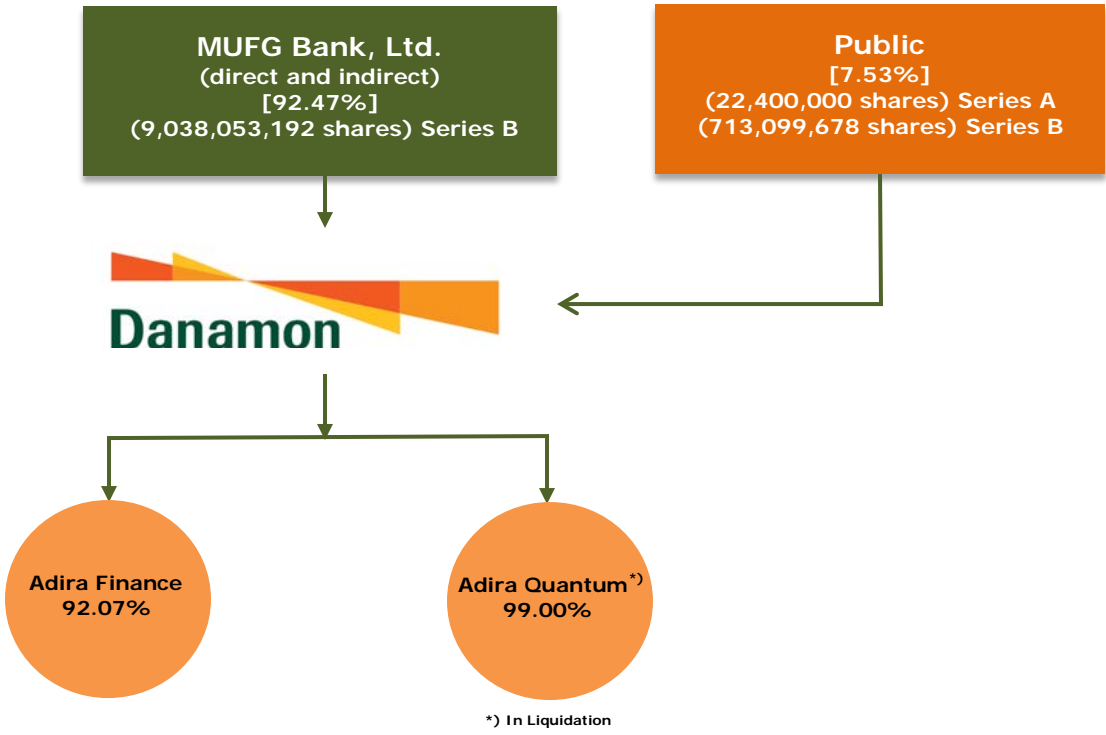 MUFG Bank, Ltd.
(direct and indirect)
[92.47%]
(9,038,053,192 shares) Series B
Public
[7.53%]
(22,400,000 shares) Series A
(713,099,678 shares) Series B
Danamon
Adira Finance
92.07%
Adira Quantum*)
99.00%
*) In Liquidation